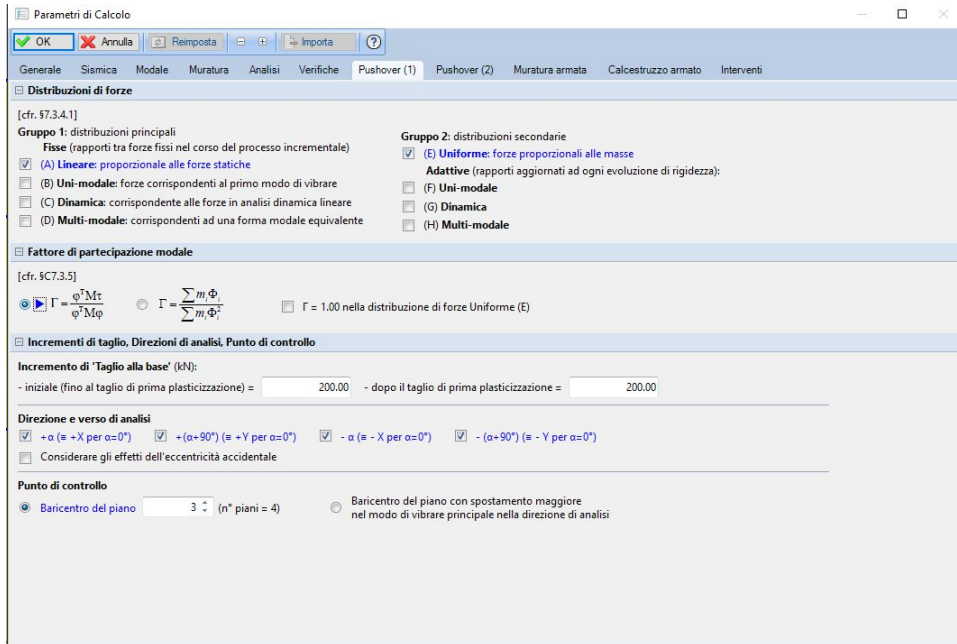 Parametri di Calcolo
OK Annulla Reimposta Importa ?
Generale Sismica Modale Muratura Analisi Verifiche Pushover (1) Pushover (2) Muratura armata Calcestruzzo armato Interventi
Distribuzioni di forze
[cfr. §7.3.4.1]
Gruppo 1: distribuzioni principali
Fisse (rapporti tra forze fissi nel corso del processo incrementale)
(A) Lineare: proporzionale alle forze statiche
(B) Uni-modale: forze corrispondenti al primo modo di vibrare
(C) Dinamica: corrispondente alle forze in analisi dinamica lineare
(D) Multi-modale: corrispondenti ad una forma modale equivalente
Gruppo 2: distribuzioni secondarie
(E) Uniforme: forze proporzionali alle masse
Adattive (rapporti aggiornati ad ogni evoluzione di rigidezza):
(F) Uni-modale
(G) Dinamica
(H) Multi-modale
Fattore di partecipazione modale
[cfr. §C7.3.5]
Γ = φᵀMτ / φᵀMφ Γ = ∑ mᵢΦᵢ / ∑ mᵢΦᵢ² Γ = 1.00 nella distribuzione di forze Uniforme (E)
Incrementi di taglio, Direzioni di analisi, Punto di controllo
Incremento di 'Taglio alla base' (kN):
- iniziale (fino al taglio di prima plasticizzazione) = 200.00 - dopo il taglio di prima plasticizzazione = 200.00
Direzione e verso di analisi
+α (≡ +X per α=0°) +(α+90°) (≡ +Y per α=0°) - α (≡ - X per α=0°) - (α+90°) (≡ - Y per α=0°)
Considerare gli effetti dell'eccentricità accidentale
Punto di controllo
Baricentro del piano 3 (n° piani = 4)
Baricentro del piano con spostamento maggiore
nel modo di vibrare principale nella direzione di analisi